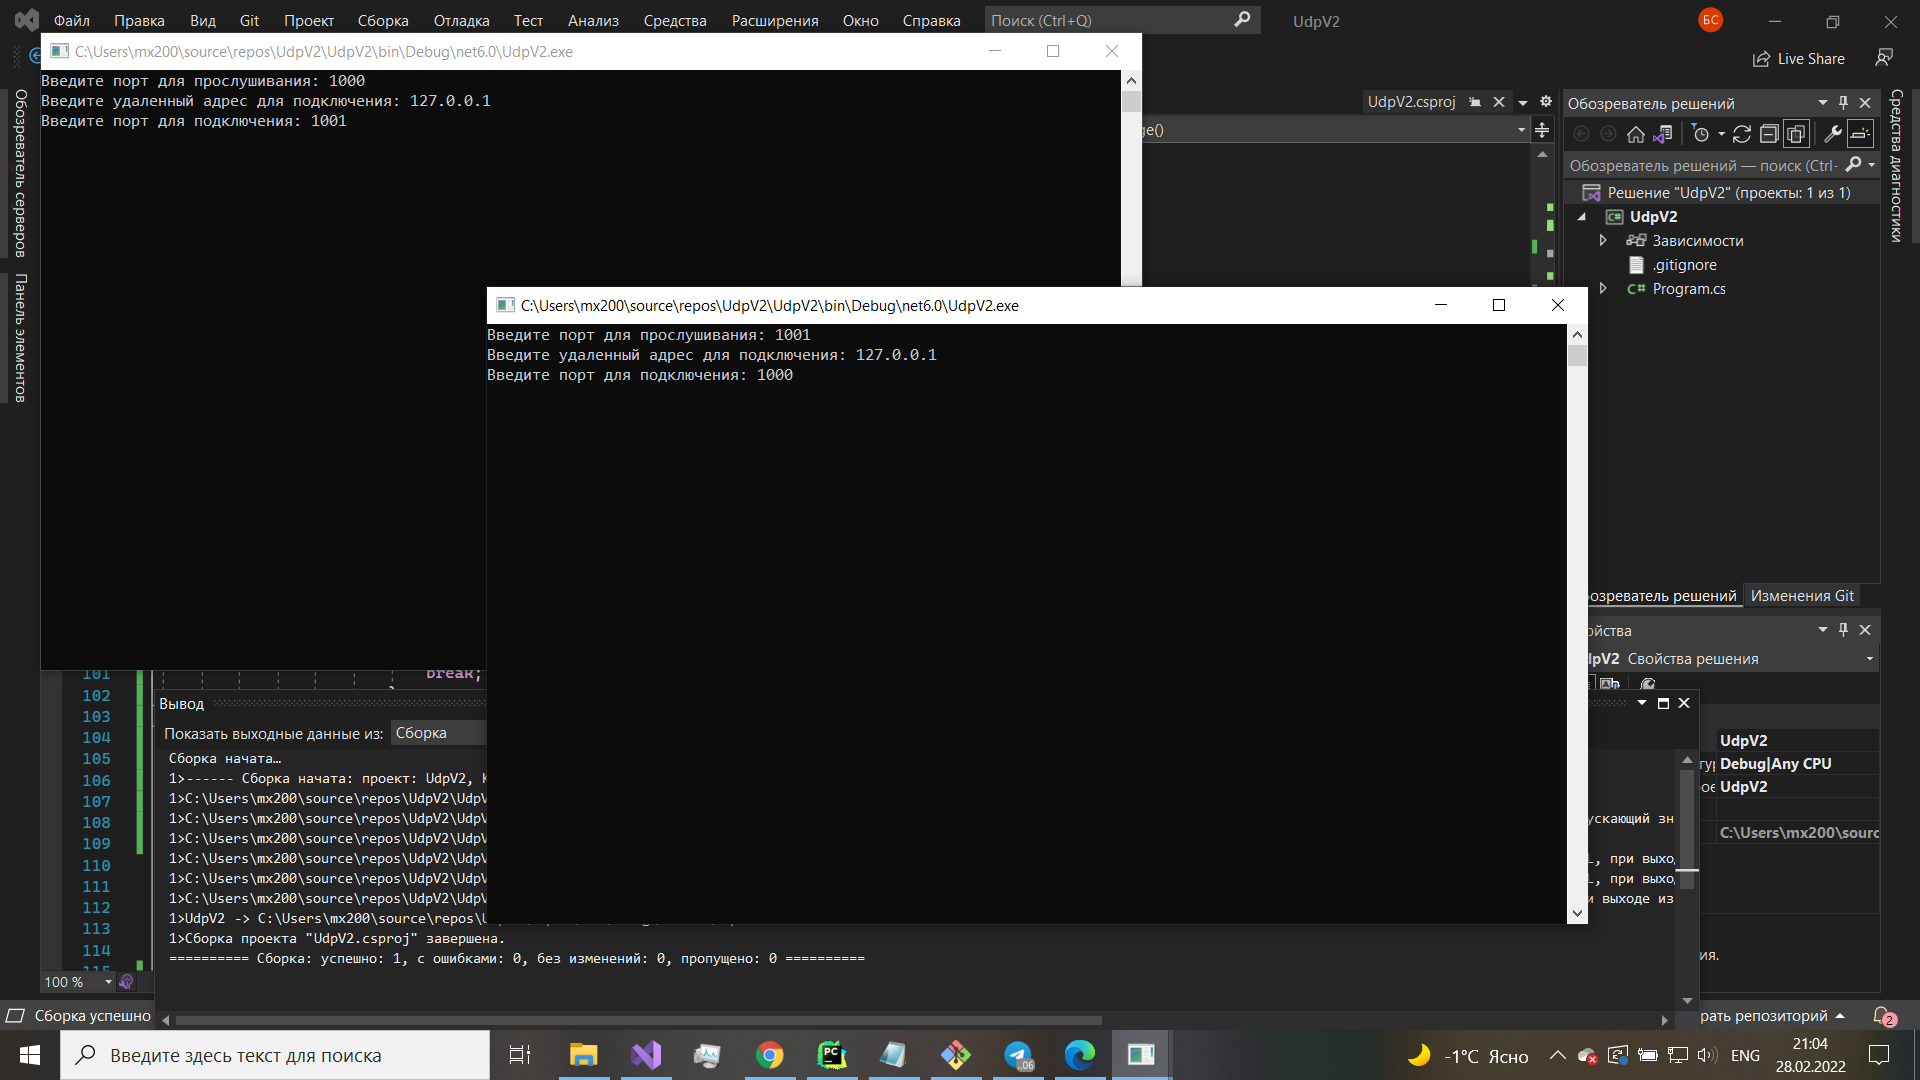 Файл Правка Вид Git Проект Сборка Отладка Тест Анализ Средства Расширения Окно Справка Поиск (Ctrl+Q) UdpV2 БС
Live Share
C:\Users\mx200\source\repos\UdpV2\UdpV2\bin\Debug\net6.0\UdpV2.exe
Введите порт для прослушивания: 1000
Введите удаленный адрес для подключения: 127.0.0.1
Введите порт для подключения: 1001
Обозреватель серверов
Панель элементов
UdpV2.csproj
ge()
Обозреватель решений
Обозреватель решений — поиск (Ctrl-
Решение "UdpV2" (проекты: 1 из 1)
UdpV2
Зависимости
.gitignore
Program.cs
Средства диагностики
C:\Users\mx200\source\repos\UdpV2\UdpV2\bin\Debug\net6.0\UdpV2.exe
Введите порт для прослушивания: 1001
Введите удаленный адрес для подключения: 127.0.0.1
Введите порт для подключения: 1000
озреватель решений Изменения Git
ойства
dpV2 Свойства решения
UdpV2
Debug|Any CPU
UdpV2
C:\Users\mx200\sourc
101 break;
102
103
104
105
106
107
108
109
110
111
112
113
114
115
Вывод
Показать выходные данные из: Сборка
Сборка начата…
1>------ Сборка начата: проект: UdpV2,
1>C:\Users\mx200\source\repos\UdpV2\UdpV
1>C:\Users\mx200\source\repos\UdpV2\UdpV ускающий зн
1>C:\Users\mx200\source\repos\UdpV2\UdpV
1>C:\Users\mx200\source\repos\UdpV2\UdpV , при выхо
1>C:\Users\mx200\source\repos\UdpV2\UdpV , при выхо
1>C:\Users\mx200\source\repos\UdpV2\UdpV и выходе из
1>UdpV2 -> C:\Users\mx200\source\repos\
1>Сборка проекта "UdpV2.csproj" завершена.
========== Сборка: успешно: 1, с ошибками: 0, без изменений: 0, пропущено: 0 ==========
ия.
100 %
Сборка успешно рать репозиторий 2
Введите здесь текст для поиска
PC
06
-1°C Ясно
ENG
21:04
28.02.2022